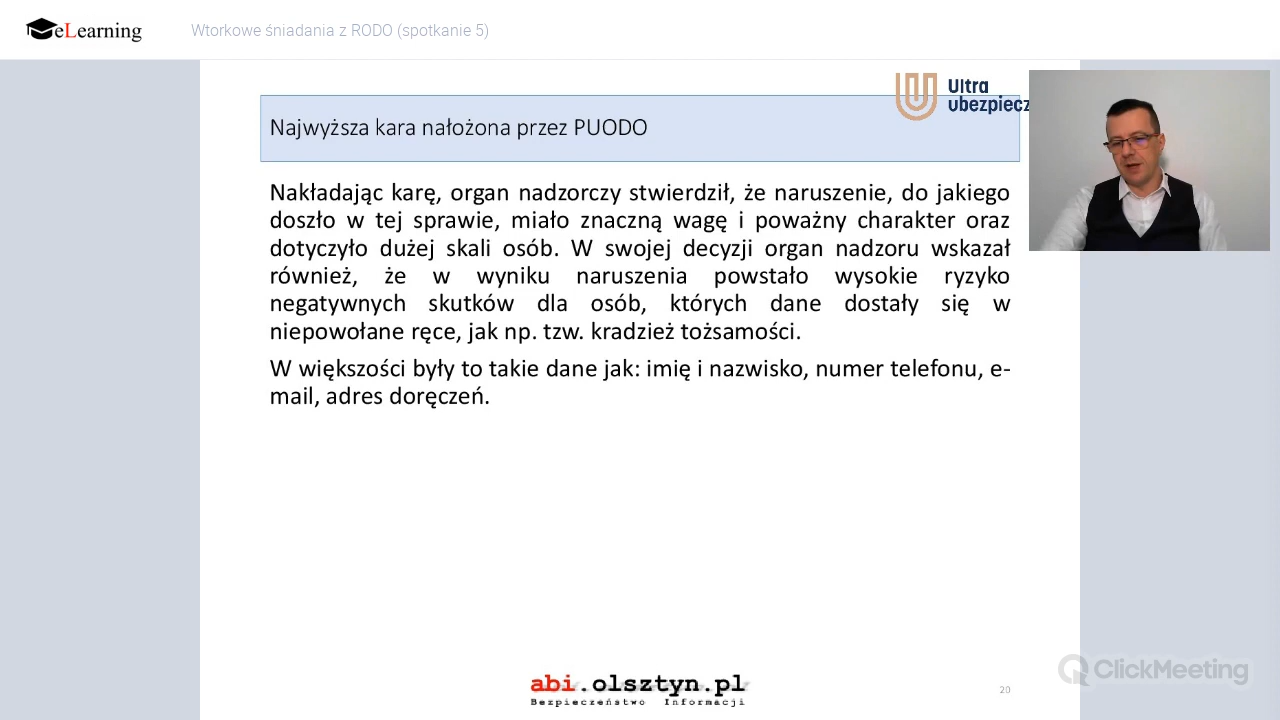 eLearning
Wtorkowe śniadania z RODO (spotkanie 5)
Ultra
ubezpiecz
Najwyższa kara nałożona przez PUODO
Nakładając karę, organ nadzorczy stwierdził, że naruszenie, do jakiego
doszło w tej sprawie, miało znaczną wagę i poważny charakter oraz
dotyczyło dużej skali osób. W swojej decyzji organ nadzoru wskazał
również, że w wyniku naruszenia powstało wysokie ryzyko
negatywnych skutków dla osób, których dane dostały się w
niepowołane ręce, jak np. tzw. kradzież tożsamości.
W większości były to takie dane jak: imię i nazwisko, numer telefonu, e-
mail, adres doręczeń.
abi.olsztyn.pl
Bezpieczeństwo Informacji
20
ClickMeeting